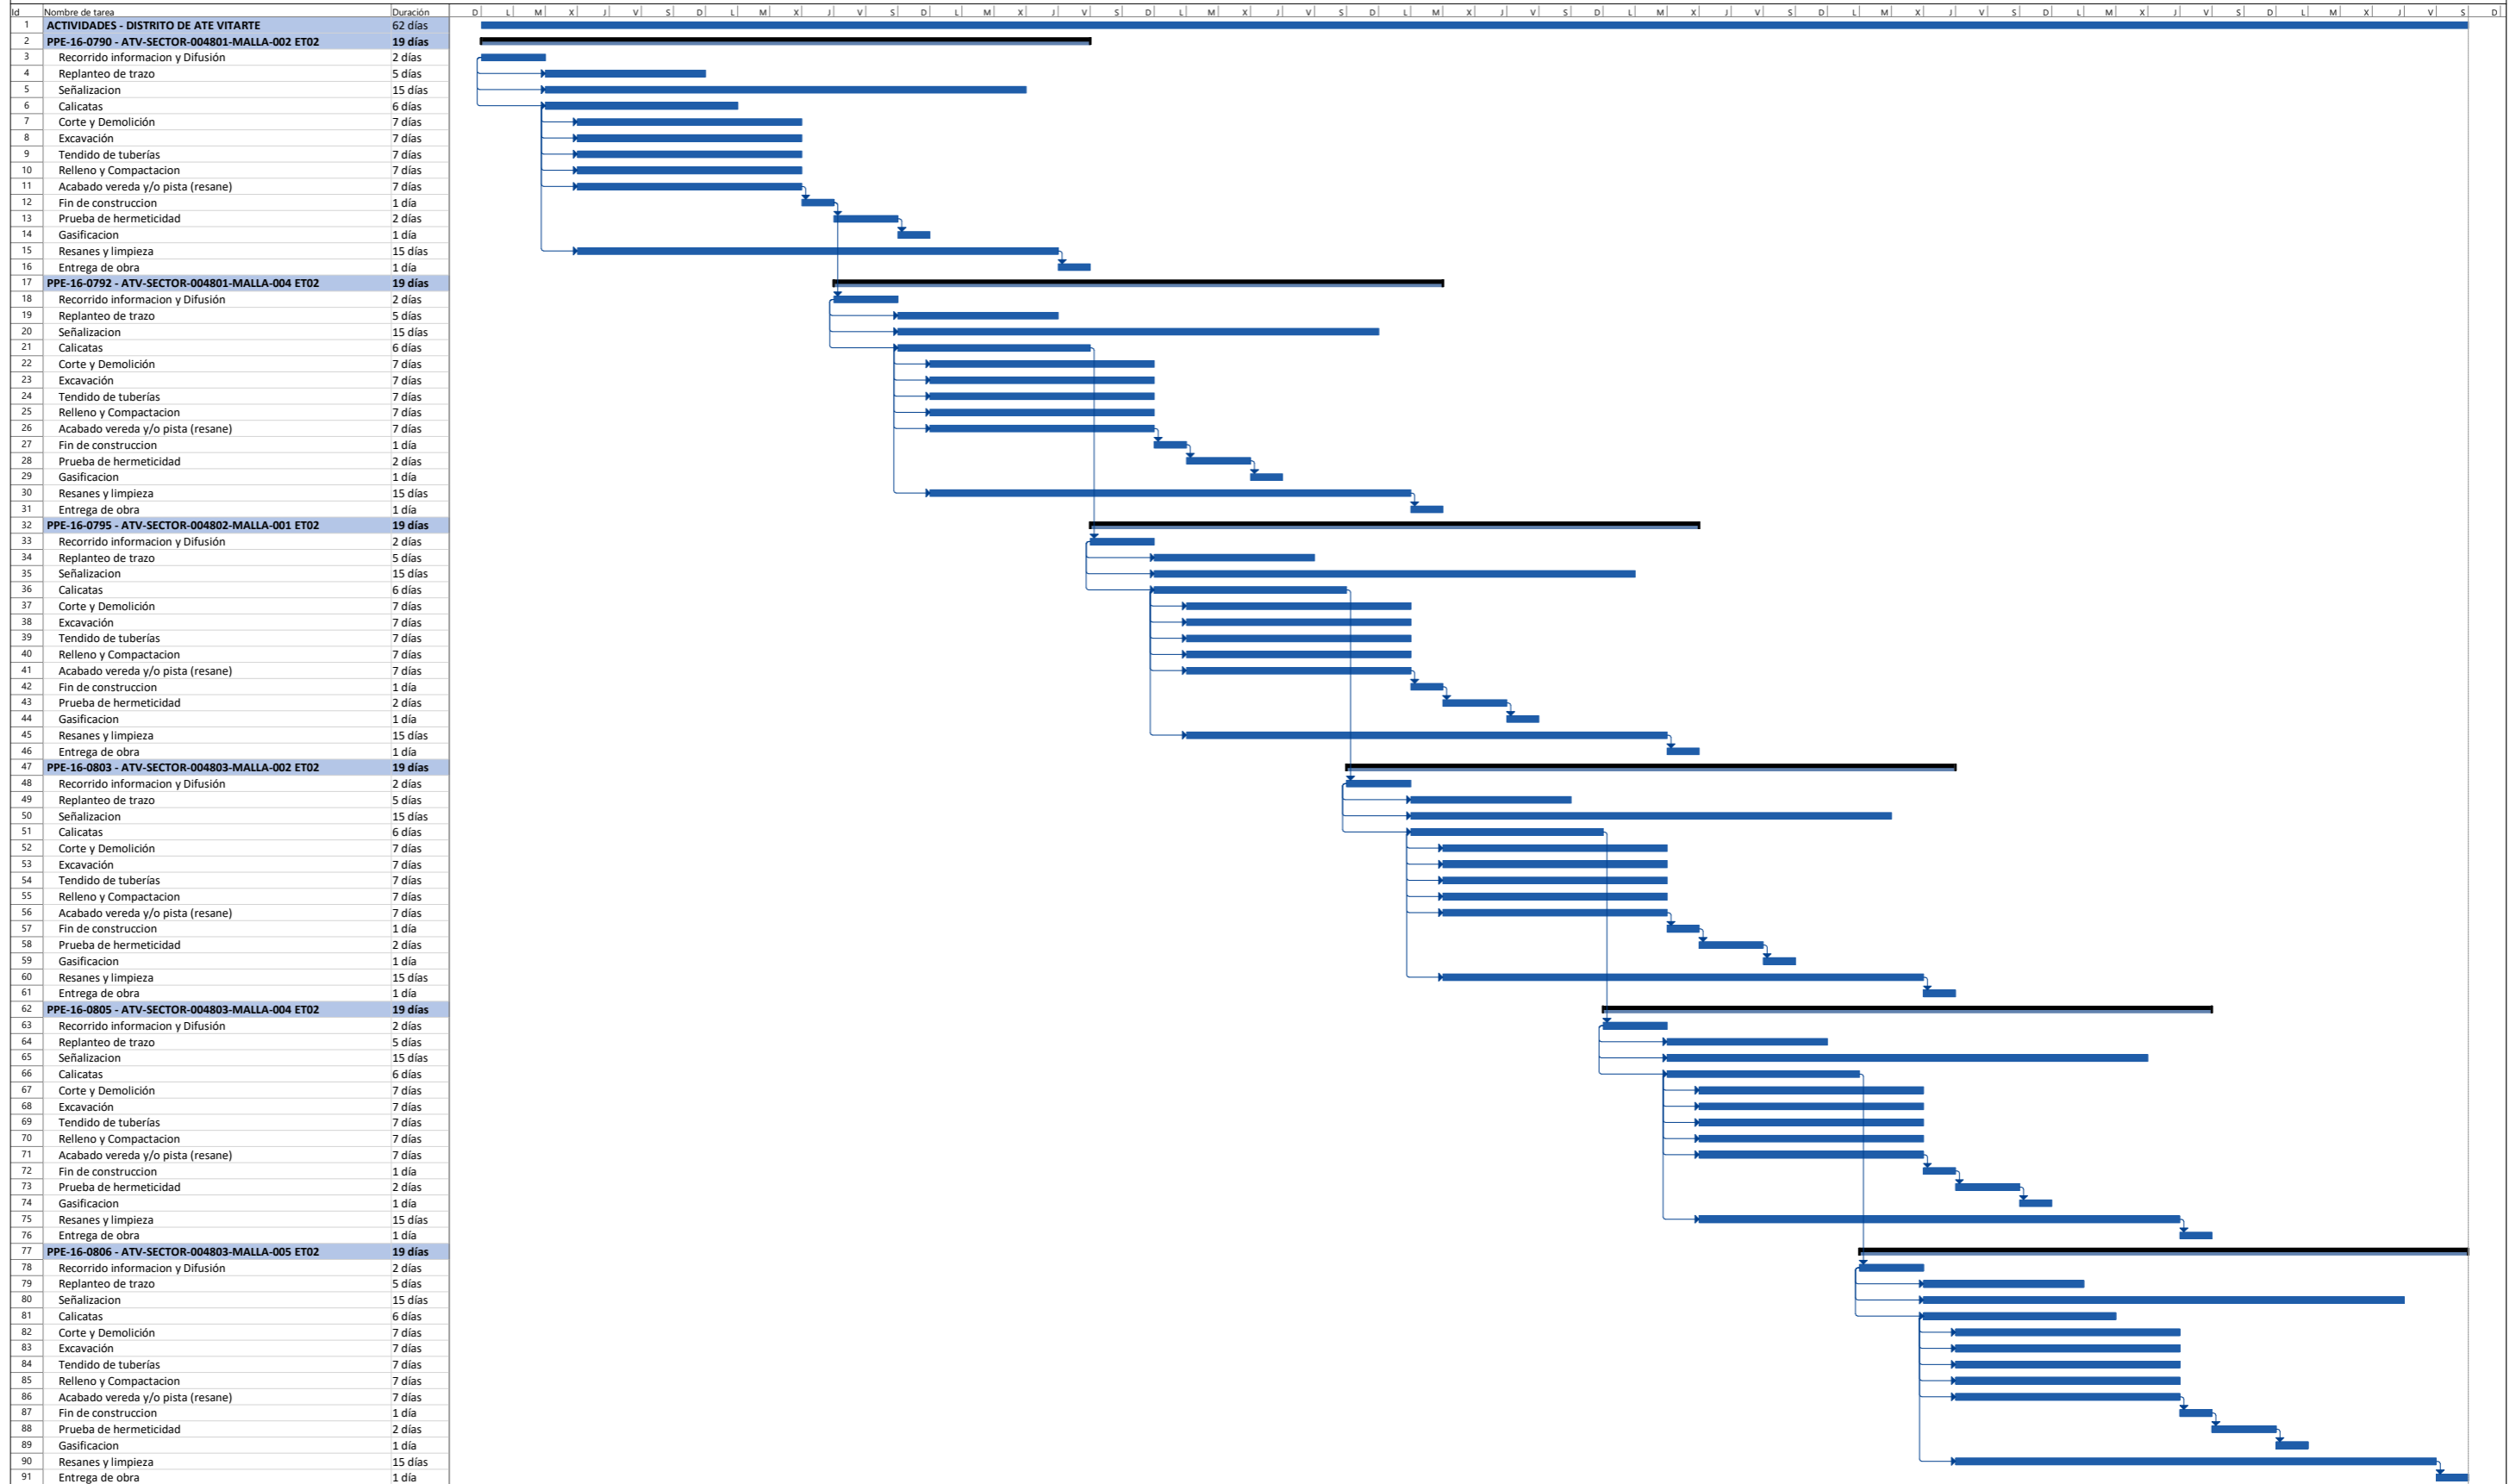 Id Nombre de tarea Duración D L M X J V S D L M X J V S D L M X J V S D L M X J V S D L M X J V S D L M X J V S D L M X J V S D L M X J V S D L M X J V S D
1 ACTIVIDADES - DISTRITO DE ATE VITARTE 62 días
2 PPE-16-0790 - ATV-SECTOR-004801-MALLA-002 ET02 19 días
3 Recorrido informacion y Difusión 2 días
4 Replanteo de trazo 5 días
5 Señalizacion 15 días
6 Calicatas 6 días
7 Corte y Demolición 7 días
8 Excavación 7 días
9 Tendido de tuberías 7 días
10 Relleno y Compactacion 7 días
11 Acabado vereda y/o pista (resane) 7 días
12 Fin de construccion 1 día
13 Prueba de hermeticidad 2 días
14 Gasificacion 1 día
15 Resanes y limpieza 15 días
16 Entrega de obra 1 día
17 PPE-16-0792 - ATV-SECTOR-004801-MALLA-004 ET02 19 días
18 Recorrido informacion y Difusión 2 días
19 Replanteo de trazo 5 días
20 Señalizacion 15 días
21 Calicatas 6 días
22 Corte y Demolición 7 días
23 Excavación 7 días
24 Tendido de tuberías 7 días
25 Relleno y Compactacion 7 días
26 Acabado vereda y/o pista (resane) 7 días
27 Fin de construccion 1 día
28 Prueba de hermeticidad 2 días
29 Gasificacion 1 día
30 Resanes y limpieza 15 días
31 Entrega de obra 1 día
32 PPE-16-0795 - ATV-SECTOR-004802-MALLA-001 ET02 19 días
33 Recorrido informacion y Difusión 2 días
34 Replanteo de trazo 5 días
35 Señalizacion 15 días
36 Calicatas 6 días
37 Corte y Demolición 7 días
38 Excavación 7 días
39 Tendido de tuberías 7 días
40 Relleno y Compactacion 7 días
41 Acabado vereda y/o pista (resane) 7 días
42 Fin de construccion 1 día
43 Prueba de hermeticidad 2 días
44 Gasificacion 1 día
45 Resanes y limpieza 15 días
46 Entrega de obra 1 día
47 PPE-16-0803 - ATV-SECTOR-004803-MALLA-002 ET02 19 días
48 Recorrido informacion y Difusión 2 días
49 Replanteo de trazo 5 días
50 Señalizacion 15 días
51 Calicatas 6 días
52 Corte y Demolición 7 días
53 Excavación 7 días
54 Tendido de tuberías 7 días
55 Relleno y Compactacion 7 días
56 Acabado vereda y/o pista (resane) 7 días
57 Fin de construccion 1 día
58 Prueba de hermeticidad 2 días
59 Gasificacion 1 día
60 Resanes y limpieza 15 días
61 Entrega de obra 1 día
62 PPE-16-0805 - ATV-SECTOR-004803-MALLA-004 ET02 19 días
63 Recorrido informacion y Difusión 2 días
64 Replanteo de trazo 5 días
65 Señalizacion 15 días
66 Calicatas 6 días
67 Corte y Demolición 7 días
68 Excavación 7 días
69 Tendido de tuberías 7 días
70 Relleno y Compactacion 7 días
71 Acabado vereda y/o pista (resane) 7 días
72 Fin de construccion 1 día
73 Prueba de hermeticidad 2 días
74 Gasificacion 1 día
75 Resanes y limpieza 15 días
76 Entrega de obra 1 día
77 PPE-16-0806 - ATV-SECTOR-004803-MALLA-005 ET02 19 días
78 Recorrido informacion y Difusión 2 días
79 Replanteo de trazo 5 días
80 Señalizacion 15 días
81 Calicatas 6 días
82 Corte y Demolición 7 días
83 Excavación 7 días
84 Tendido de tuberías 7 días
85 Relleno y Compactacion 7 días
86 Acabado vereda y/o pista (resane) 7 días
87 Fin de construccion 1 día
88 Prueba de hermeticidad 2 días
89 Gasificacion 1 día
90 Resanes y limpieza 15 días
91 Entrega de obra 1 día